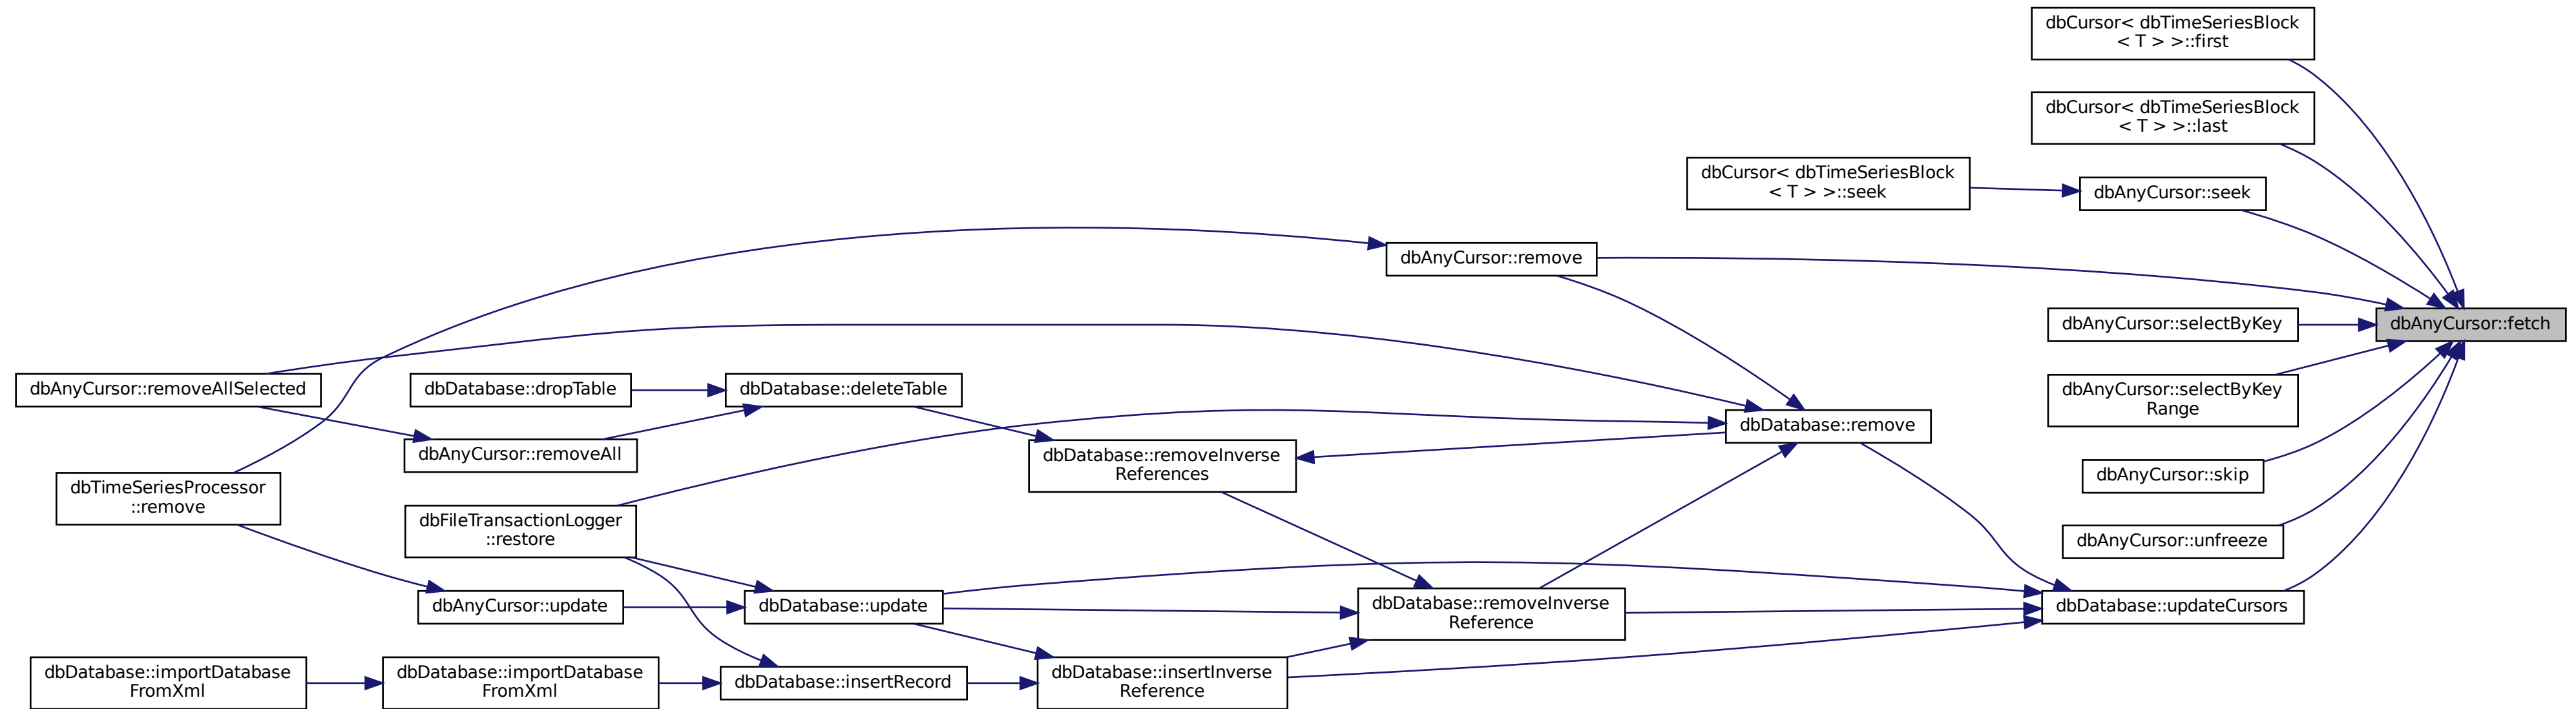 dbCursor< dbTimeSeriesBlock
< T > >::first
dbCursor< dbTimeSeriesBlock
< T > >::last
dbCursor< dbTimeSeriesBlock
< T > >::seek
dbAnyCursor::seek
dbAnyCursor::remove
dbAnyCursor::selectByKey
dbAnyCursor::fetch
dbAnyCursor::removeAllSelected
dbDatabase::dropTable
dbDatabase::deleteTable
dbAnyCursor::selectByKey
Range
dbDatabase::remove
dbAnyCursor::removeAll
dbDatabase::removeInverse
References
dbAnyCursor::skip
dbTimeSeriesProcessor
::remove
dbFileTransactionLogger
::restore
dbAnyCursor::unfreeze
dbAnyCursor::update
dbDatabase::update
dbDatabase::removeInverse
Reference
dbDatabase::updateCursors
dbDatabase::importDatabase
FromXml
dbDatabase::importDatabase
FromXml
dbDatabase::insertRecord
dbDatabase::insertInverse
Reference